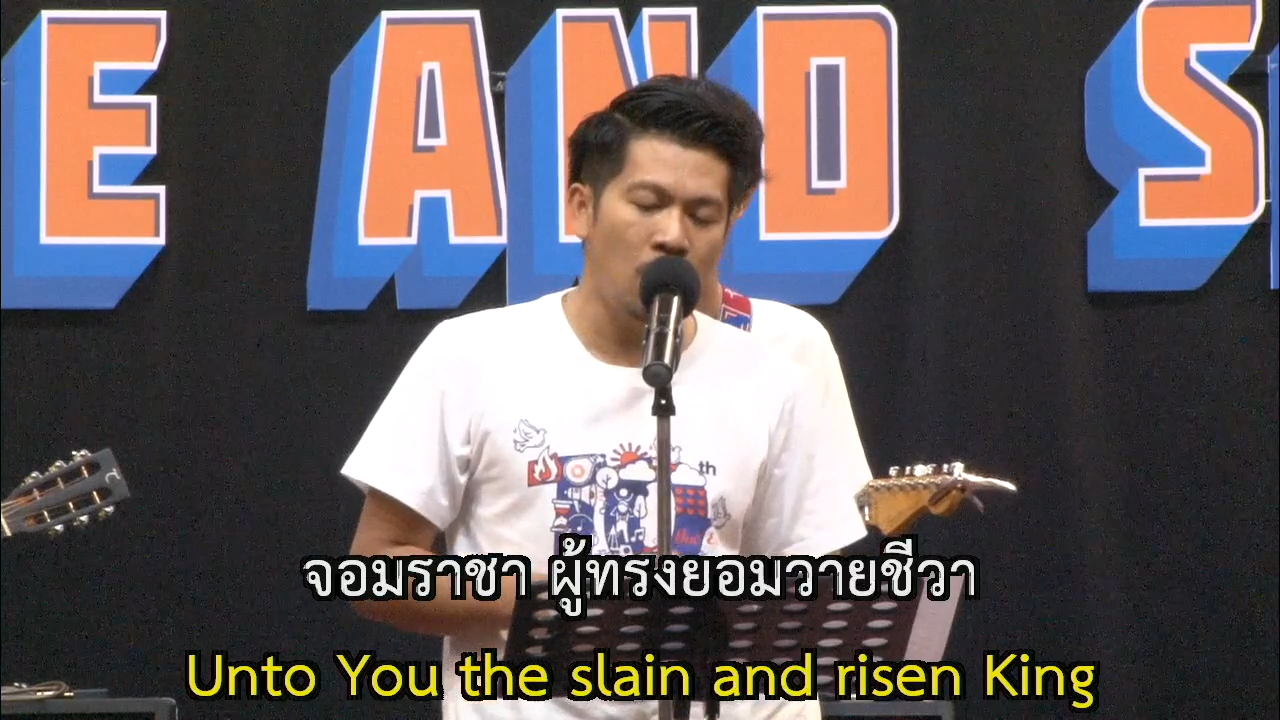 E AND S
th
จอมราชา ผู้ทรงยอมวายชีวา
Unto You the slain and risen King